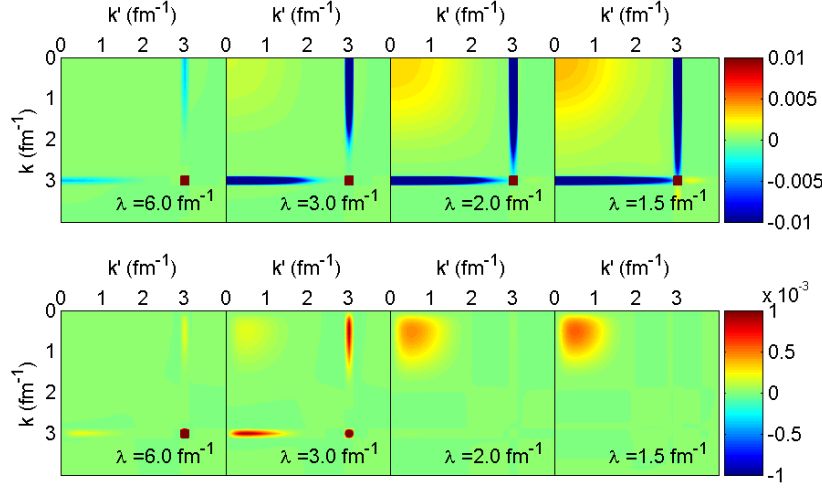 k' (fm⁻¹) k' (fm⁻¹) k' (fm⁻¹) k' (fm⁻¹)
0 1 2 3 0 1 2 3 0 1 2 3 0 1 2 3
k (fm⁻¹)
0
1
2
3
λ =6.0 fm⁻¹ λ =3.0 fm⁻¹ λ =2.0 fm⁻¹ λ =1.5 fm⁻¹
0.01
0.005
0
-0.005
-0.01
k' (fm⁻¹) k' (fm⁻¹) k' (fm⁻¹) k' (fm⁻¹)
0 1 2 3 0 1 2 3 0 1 2 3 0 1 2 3
k (fm⁻¹)
0
1
2
3
λ =6.0 fm⁻¹ λ =3.0 fm⁻¹ λ =2.0 fm⁻¹ λ =1.5 fm⁻¹
x 10⁻³
1
0.5
0
-0.5
-1